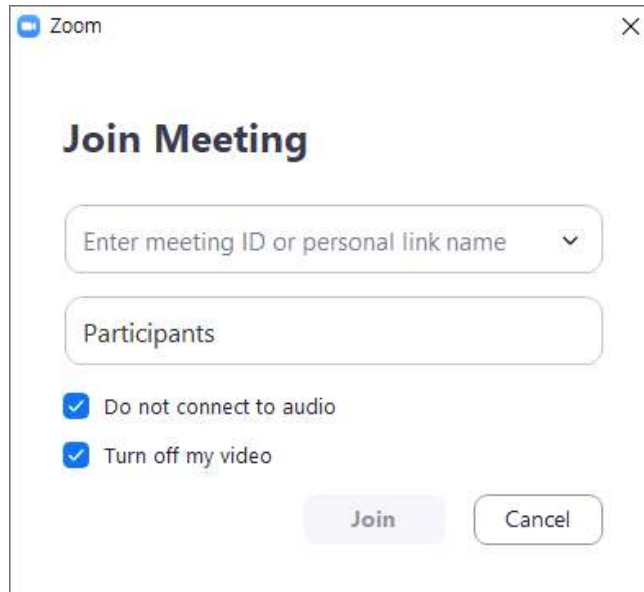 Zoom
Join Meeting
Enter meeting ID or personal link name
Participants
Do not connect to audio
Turn off my video
Join Cancel